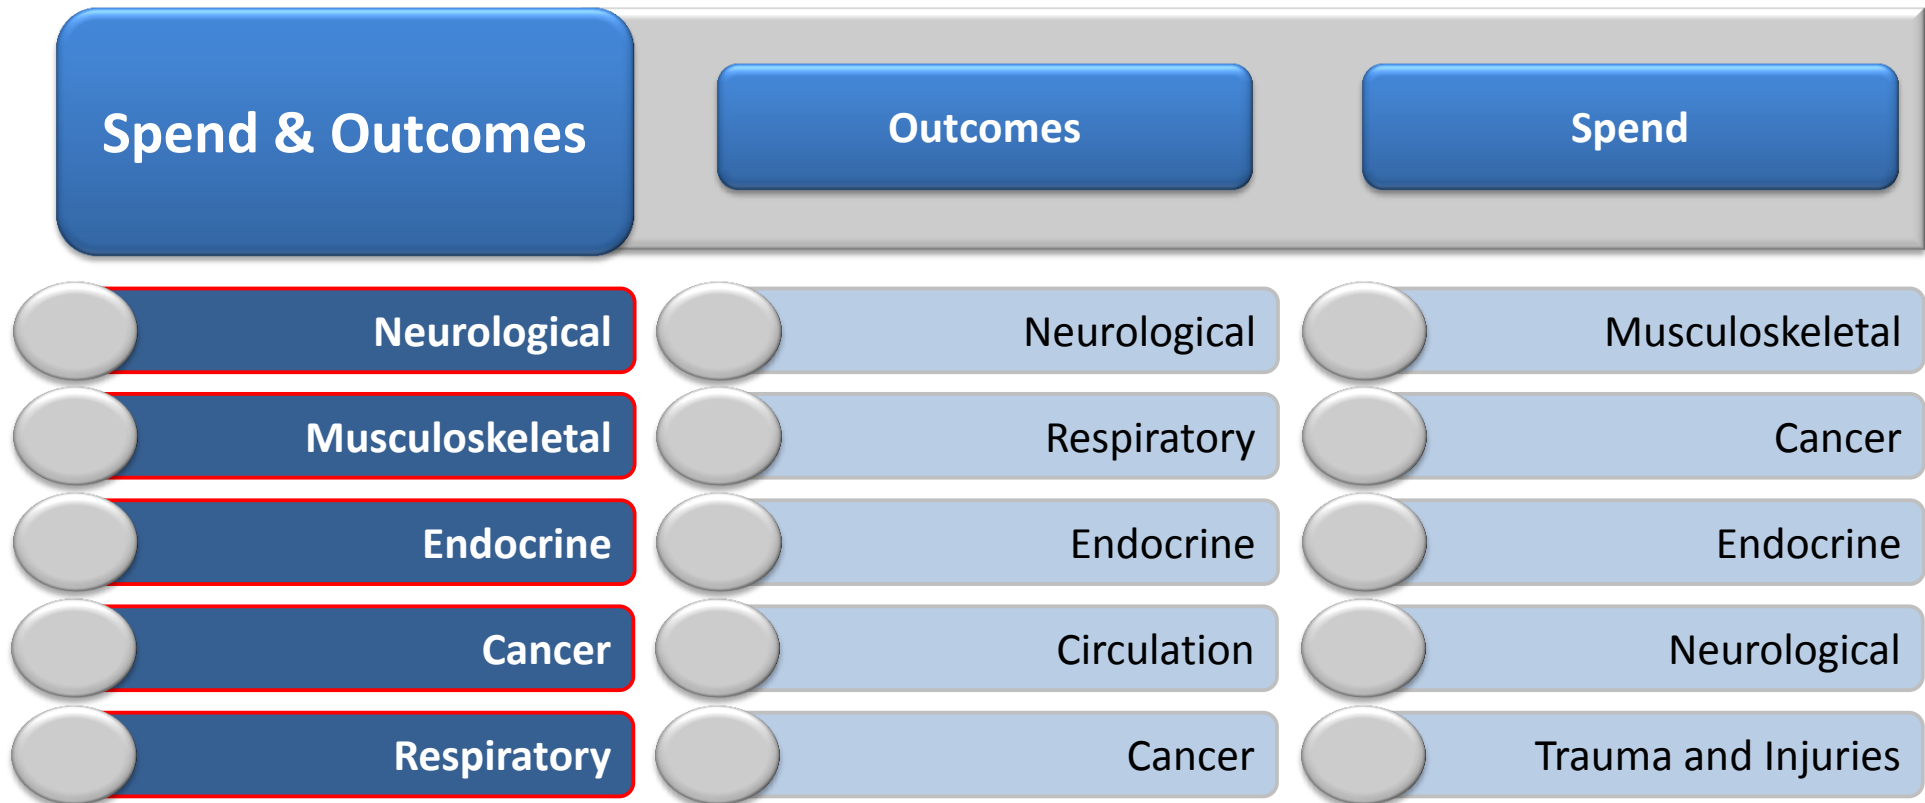 Spend & Outcomes
Outcomes
Spend
Neurological
Neurological
Musculoskeletal
Musculoskeletal
Respiratory
Cancer
Endocrine
Endocrine
Endocrine
Cancer
Circulation
Neurological
Respiratory
Cancer
Trauma and Injuries